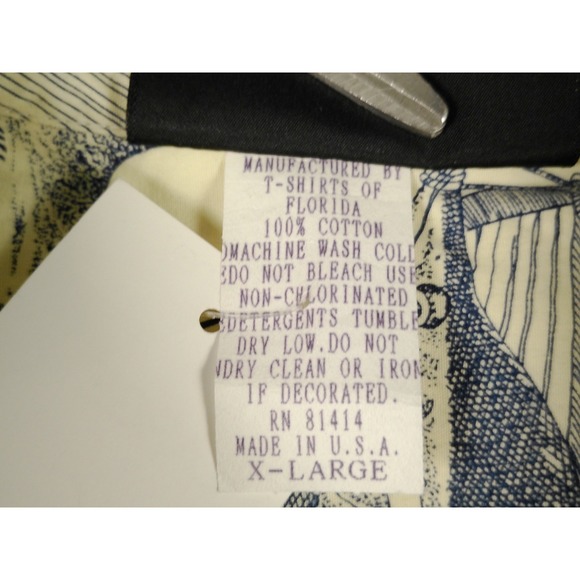 MANUFACTURED BY
T-SHIRTS OF
FLORIDA
100% COTTON
MACHINE WASH COLD
DO NOT BLEACH USE
NON-CHLORINATED
DETERGENTS TUMBLE
DRY LOW.DO NOT
DRY CLEAN OR IRON
IF DECORATED.
RN 81414
MADE IN U.S.A.
X-LARGE